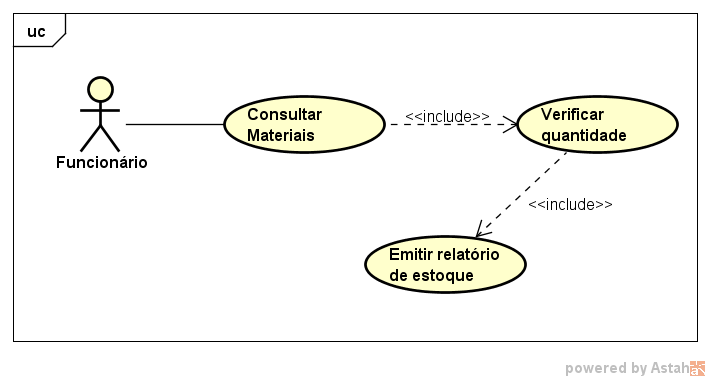 uc
Consultar
Materiais
<<include>>
Verificar
quantidade
Funcionário
<<include>>
Emitir relatório
de estoque
powered by Astah